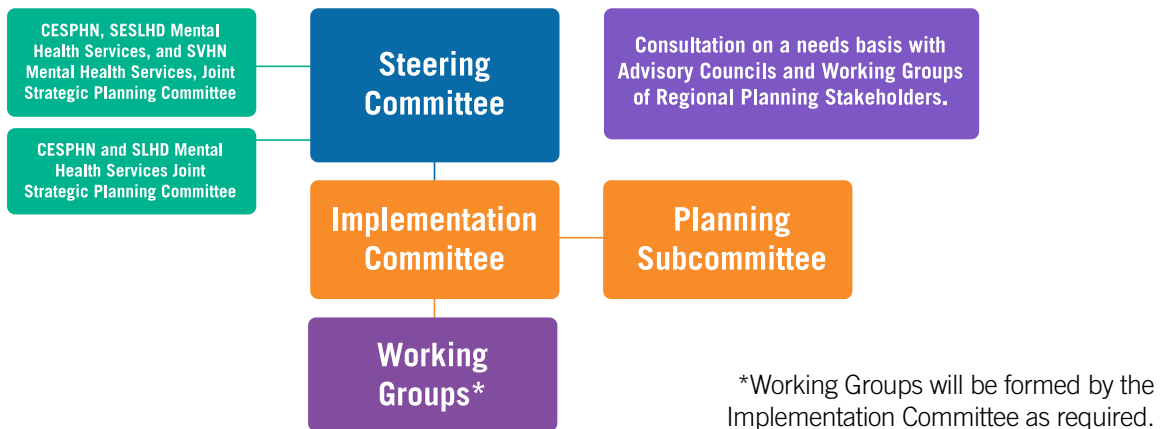 CESPHN, SESLHD Mental
Health Services, and SVHN
Mental Health Services, Joint
Strategic Planning Committee
Steering
Committee
Consultation on a needs basis with
Advisory Councils and Working Groups
of Regional Planning Stakeholders.
CESPHN and SLHD Mental
Health Services Joint
Strategic Planning Committee
Implementation
Committee
Planning
Subcommittee
Working
Groups*
*Working Groups will be formed by the
Implementation Committee as required.